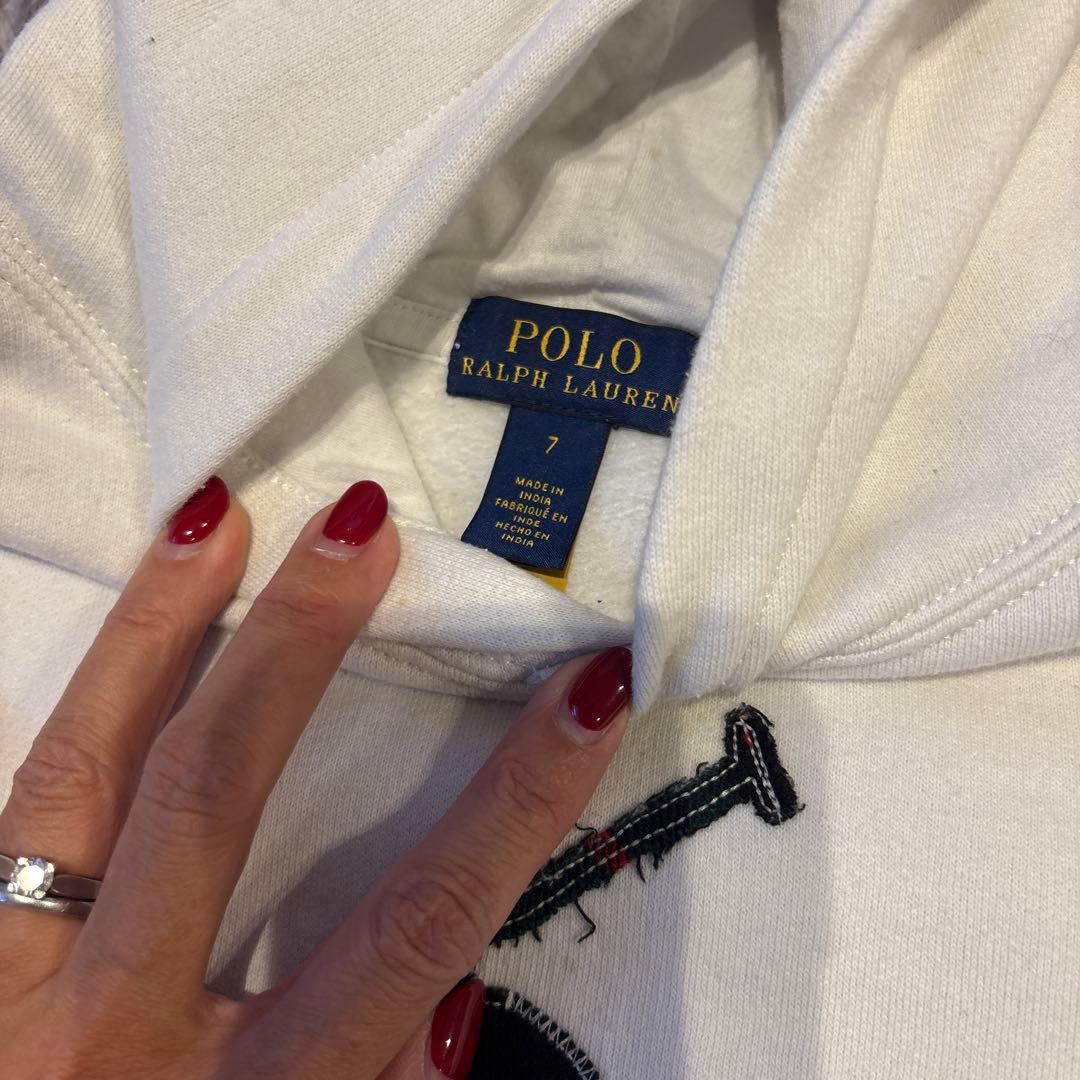 POLO
RALPH LAUREN
7
MADE IN
INDIA
FABRIQUÉ EN
INDE
HECHO EN
INDIA